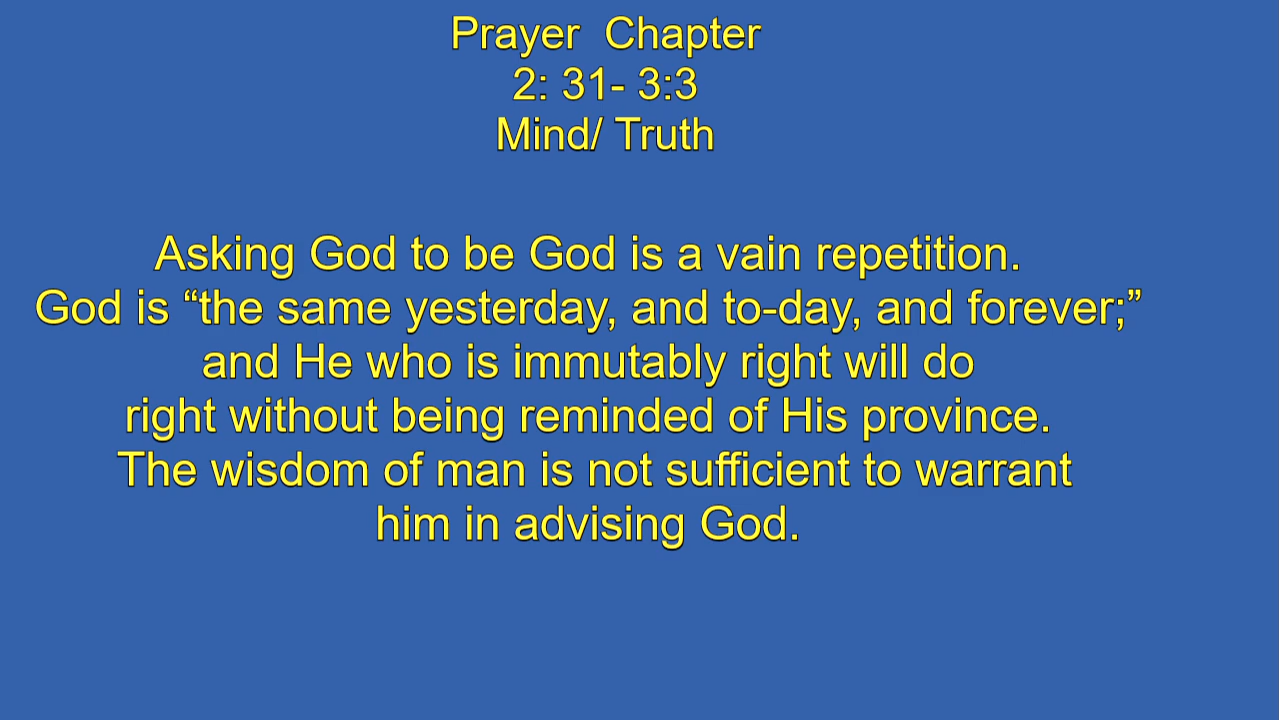 Prayer  Chapter
2: 31- 3:3
Mind/ Truth
Asking God to be God is a vain repetition.
God is “the same yesterday, and to-day, and forever;”
and He who is immutably right will do
right without being reminded of His province.
The wisdom of man is not sufficient to warrant
him in advising God.